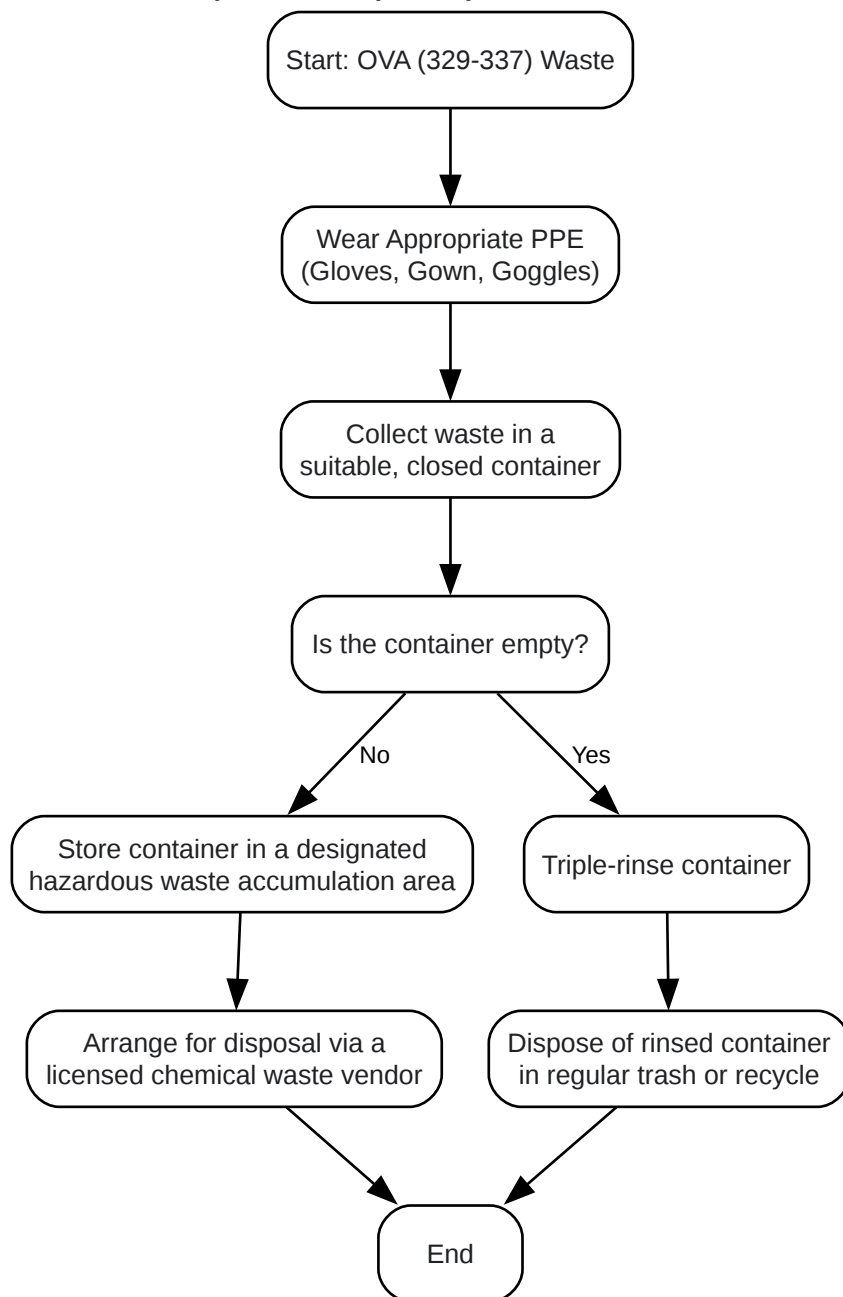 Start: OVA (329-337) Waste
Wear Appropriate PPE
(Gloves, Gown, Goggles)
Collect waste in a
suitable, closed container
Is the container empty?
No
Yes
Store container in a designated
hazardous waste accumulation area
Triple-rinse container
Arrange for disposal via a
licensed chemical waste vendor
Dispose of rinsed container
in regular trash or recycle
End